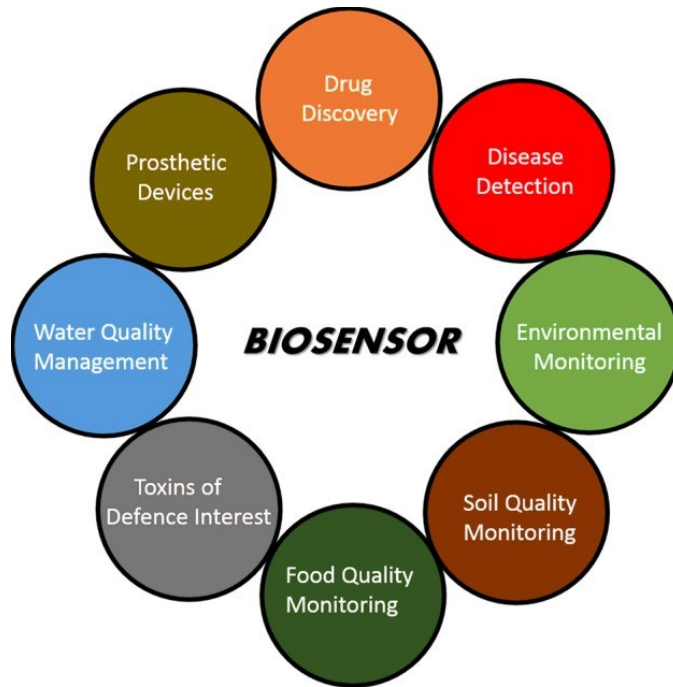 Drug
Discovery
Disease
Detection
Environmental
Monitoring
Soil Quality
Monitoring
Food Quality
Monitoring
Toxins of
Defence Interest
Water Quality
Management
Prosthetic
Devices
BIOSENSOR